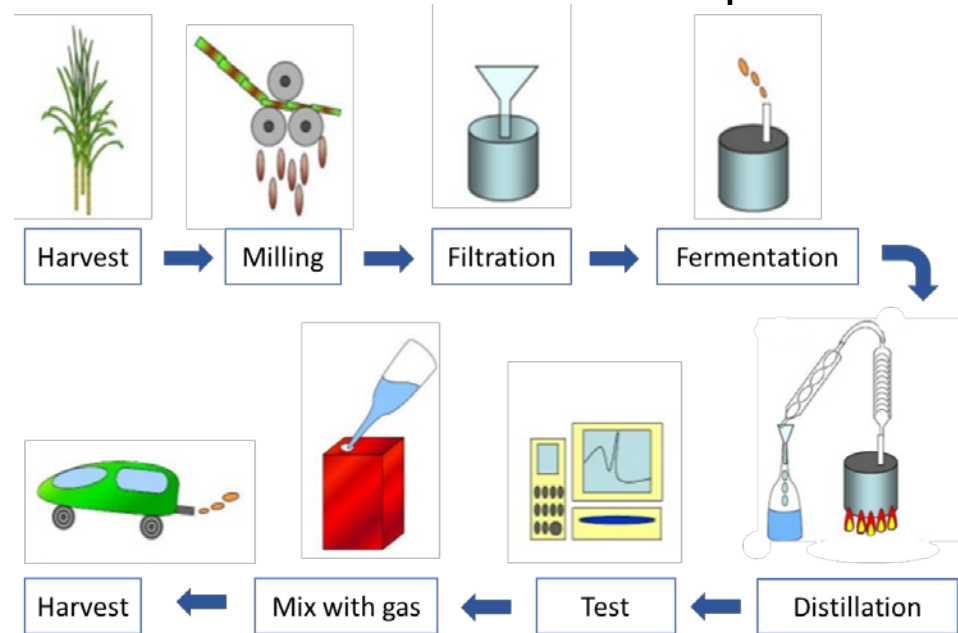 Harvest
Milling
Filtration
Fermentation
Harvest
Mix with gas
Test
Distillation